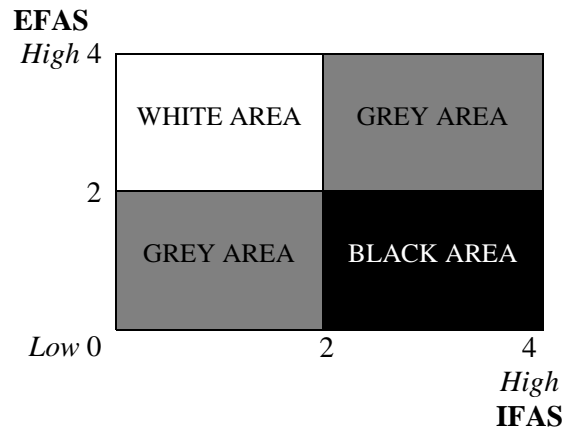 EFAS
High 4
WHITE AREA GREY AREA
2
GREY AREA BLACK AREA
Low 0 2 4
High
IFAS